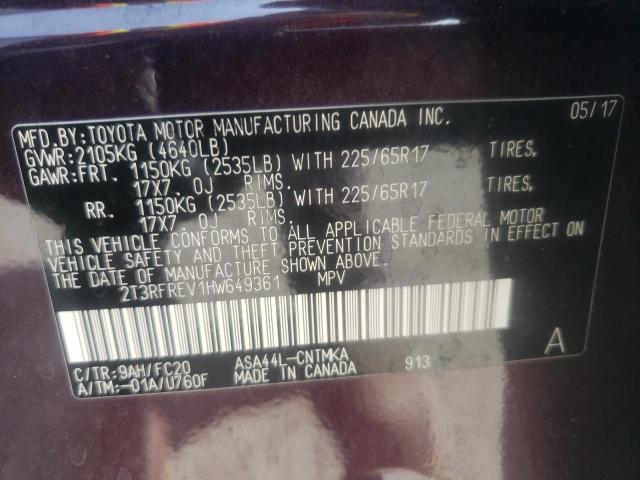 MFD.BY:TOYOTA MOTOR MANUFACTURING CANADA INC. 05/17
GVWR:2105KG (4640LB)
GAWR:FRT. 1150KG (2535LB) WITH 225/65R17 TIRES,
17X7. 0J RIMS.
RR. 1150KG (2535LB) WITH 225/65R17 TIRES,
17X7. 0J RIMS.
THIS VEHICLE CONFORMS TO ALL APPLICABLE FEDERAL MOTOR
VEHICLE SAFETY AND THEFT PREVENTION STANDARDS IN EFFECT ON
THE DATE OF MANUFACTURE SHOWN ABOVE.
2T3RFREV1HW649361 MPV
C/TR:9AH/FC20 ASA44L-CNTMKA 913 A
A/TM:-01A/U760F MADE IN CANADA